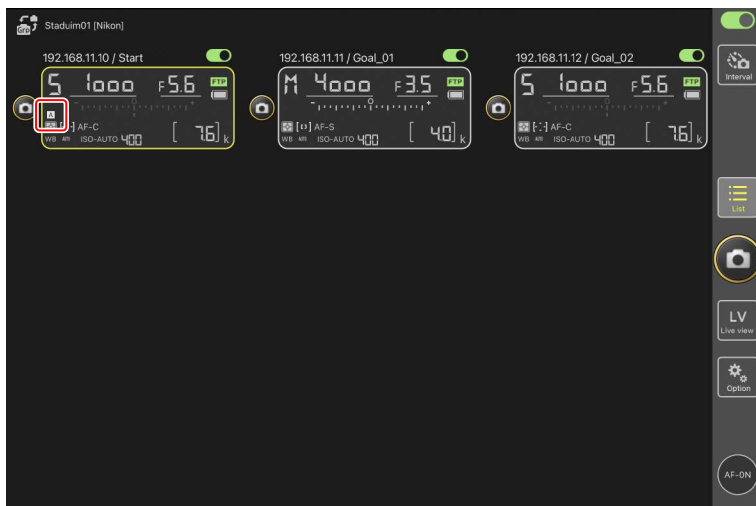 Grp Staduim01 [Nikon]
192.168.11.10 / Start
S 1000 F5.6 FTP
A
AF-C
WB ISO-AUTO 400 [ 7.6] k
192.168.11.11 / Goal_01
M 4000 F3.5 FTP
AF-S
WB ISO-AUTO 400 [ 4.0] k
192.168.11.12 / Goal_02
S 1000 F5.6 FTP
AF-C
WB ISO-AUTO 400 [ 7.6] k
Interval
List
LV
Live view
Option
AF-ON